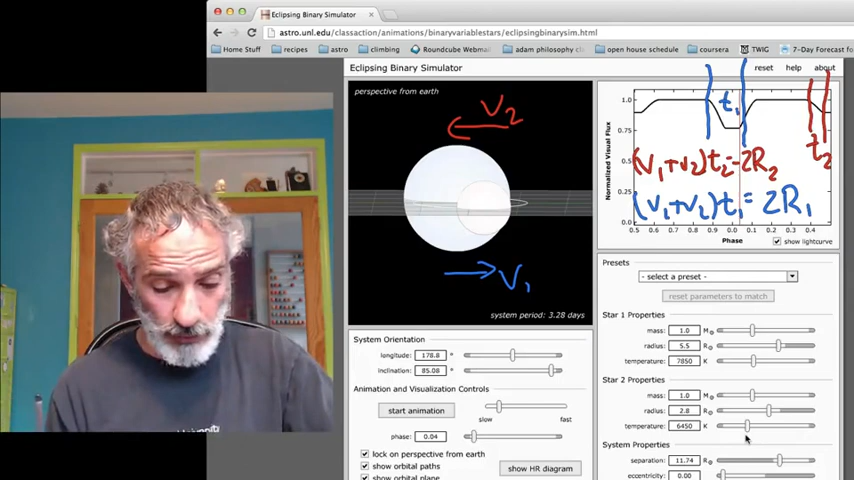 Eclipsing Binary Simulator
astro.unl.edu/classaction/animations/binaryvariablestars/eclipsingbinarysim.html
Home Stuff recipes astro climbing Roundcube Webmai adam philosophy clas open house schedule coursera TWIG 7-Day Forecast fo
Eclipsing Binary Simulator
reset help about
perspective from earth
V2
V1
system period: 3.28 days
Normalized Visual Flux
1.0
0.75
0.50
0.25
0.0
t1
t2
(V1+V2)t2=2R2
(V1+V2)t1=2R1
0.5 0.6 0.7 0.8 0.9 0.0 0.1 0.2 0.3 0.4 0.5
Phase
show lightcurve
Presets
- select a preset -
reset parameters to match
Star 1 Properties
mass: 1.0 M⊙
radius: 5.5 R⊙
temperature: 7850 K
Star 2 Properties
mass: 1.0 M⊙
radius: 2.8 R⊙
temperature: 6450 K
System Properties
separation: 11.74 R⊙
eccentricity: 0.00
System Orientation
longitude: 178.8 °
inclination: 85.08 °
Animation and Visualization Controls
start animation
slow fast
phase: 0.04
lock on perspective from earth
show orbital paths
show orbital plane
show HR diagram